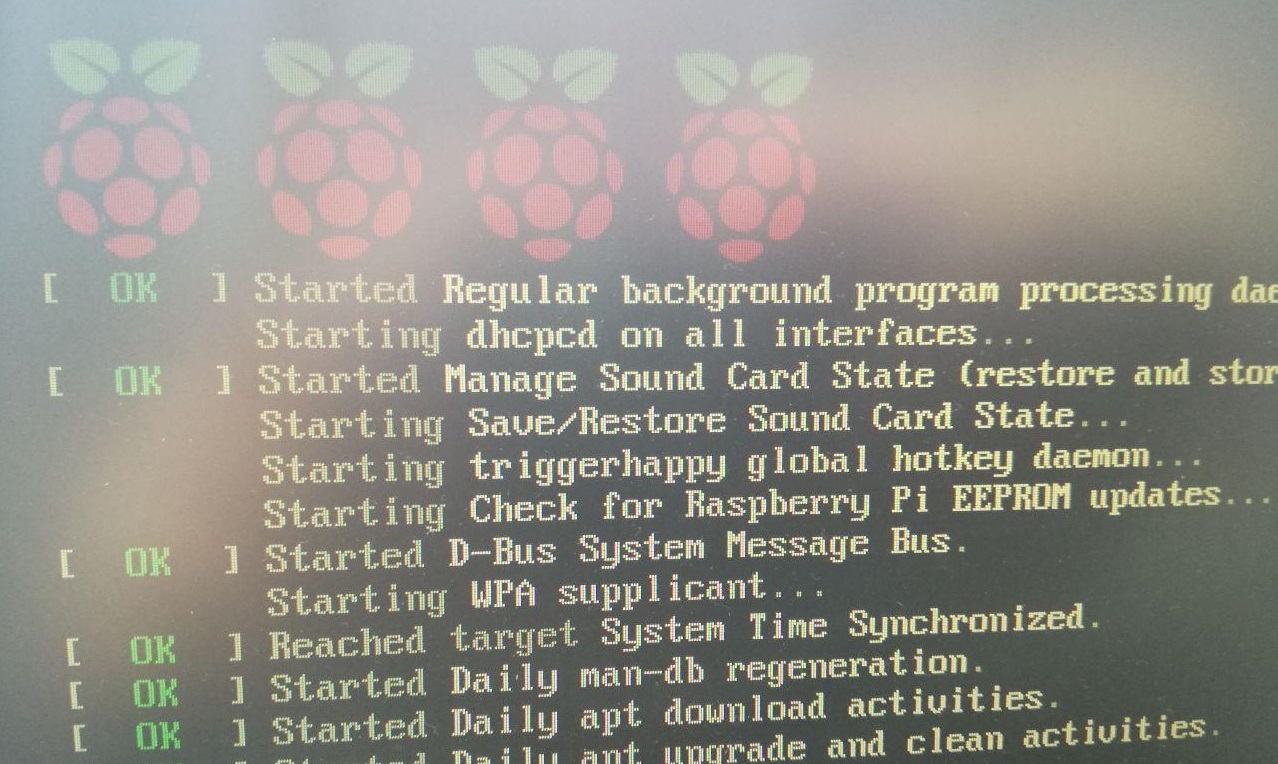 [  OK  ] Started Regular background program processing dae
Starting dhcpcd on all interfaces...
[  OK  ] Started Manage Sound Card State (restore and stor
Starting Save/Restore Sound Card State...
Starting triggerhappy global hotkey daemon...
Starting Check for Raspberry Pi EEPROM updates...
[  OK  ] Started D-Bus System Message Bus.
Starting WPA supplicant...
[  OK  ] Reached target System Time Synchronized.
[  OK  ] Started Daily man-db regeneration.
[  OK  ] Started Daily apt download activities.
Started Daily apt upgrade and clean activities.